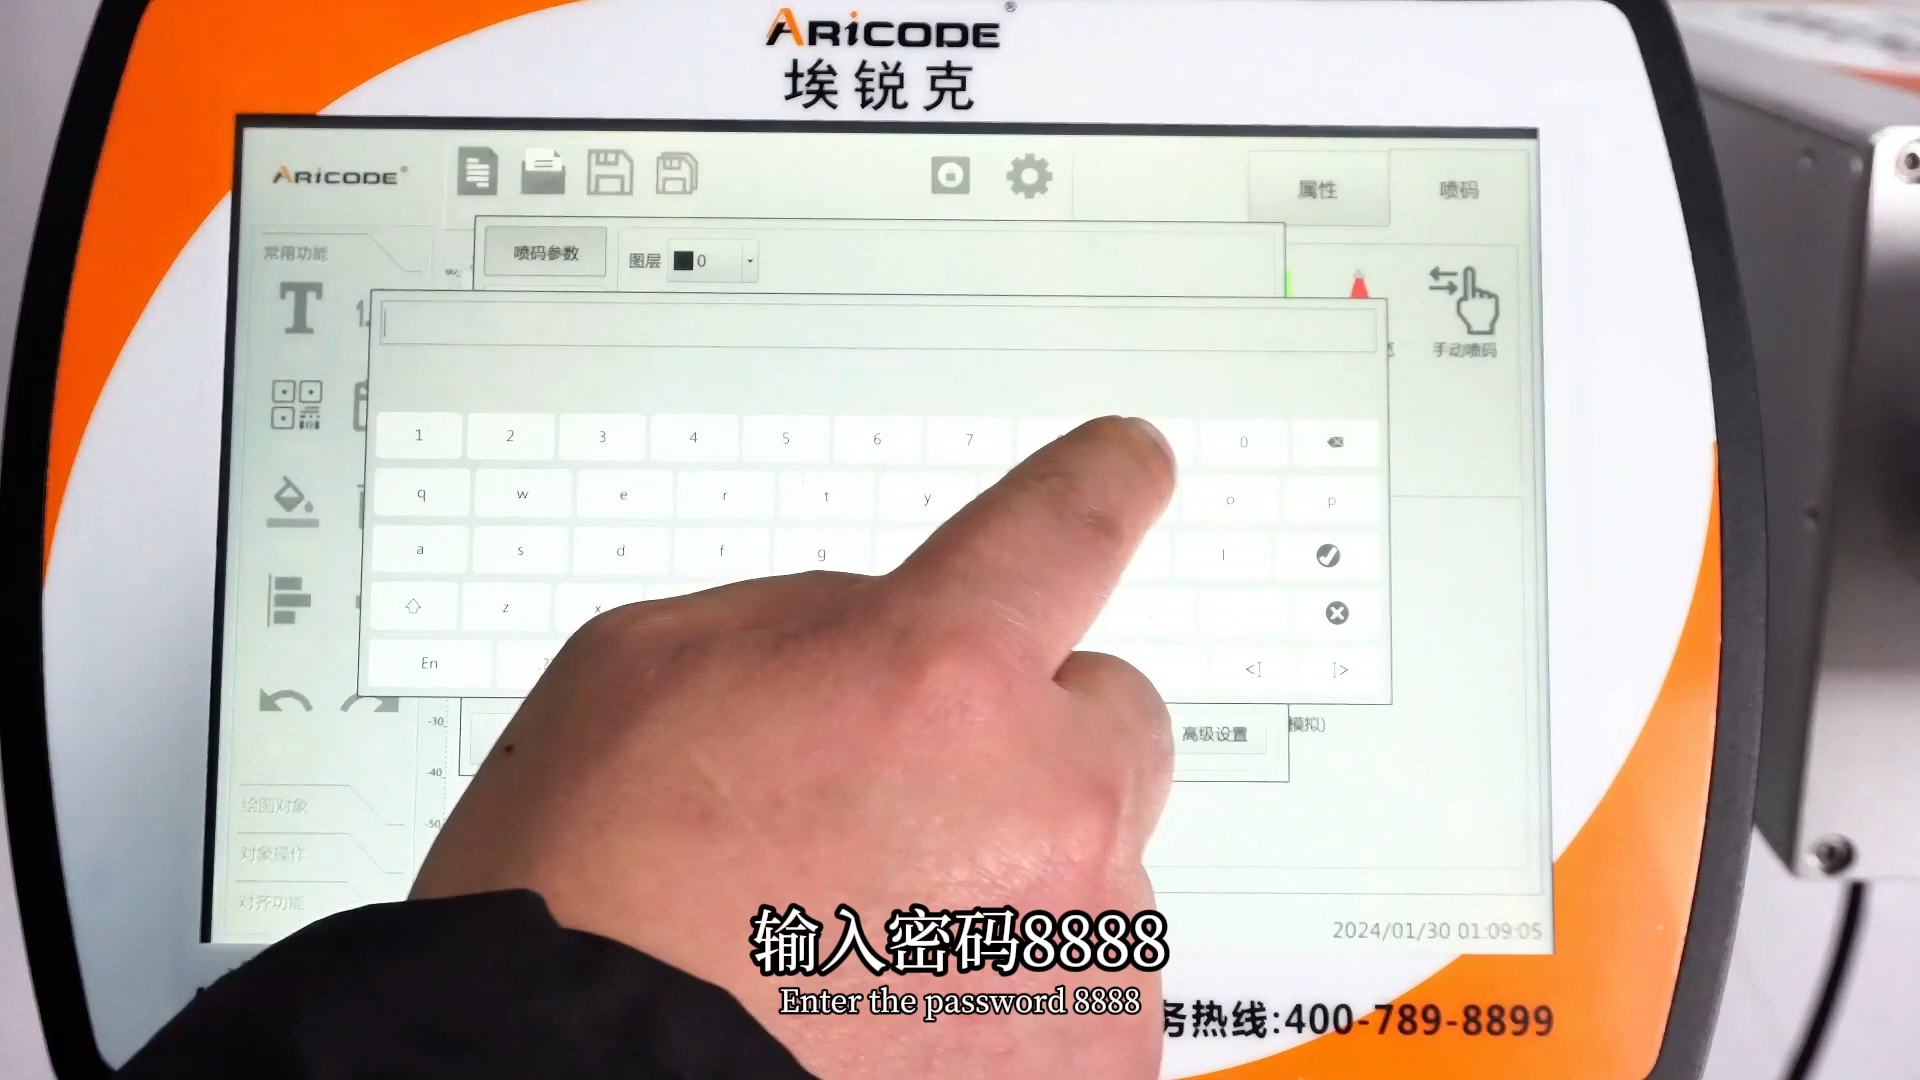 ARiCODE®
埃锐克
ARiCODE®
属性
喷码
常用功能
喷码参数
图层
0
手动喷码
1 2 3 4 5 6 7 0
q w e r t y o p
a s d f g l
z x
En
<I I>
-30
-40
-50
高级设置
模拟)
绘图对象
对象操作
对齐功能
2024/01/30 01:09:05
输入密码8888
Enter the password 8888
务热线:400-789-8899